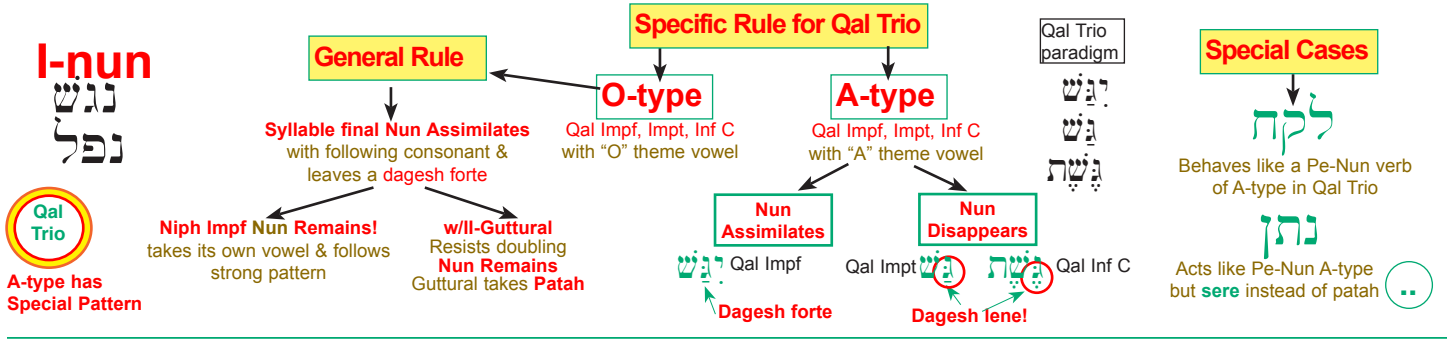 I-nun
נגשׁ
נפל
Qal
Trio
A-type has
Special Pattern
General Rule
Syllable final Nun Assimilates
with following consonant &
leaves a dagesh forte
Niph Impf Nun Remains!
takes its own vowel & follows
strong pattern
w/II-Guttural
Resists doubling
Nun Remains
Guttural takes Patah
Specific Rule for Qal Trio
O-type
Qal Impf, Impt, Inf C
with “O” theme vowel
A-type
Qal Impf, Impt, Inf C
with “A” theme vowel
Nun
Assimilates
יִגַּשׁ Qal Impf
Dagesh forte
Nun
Disappears
Qal Impt גַּשׁ גֶּשֶׁת Qal Inf C
Dagesh lene!
Qal Trio
paradigm
יִגַּשׁ
גַּשׁ
גֶּשֶׁת
Special Cases
לקח
Behaves like a Pe-Nun verb
of A-type in Qal Trio
נתן
Acts like Pe-Nun A-type
but sere instead of patah ..